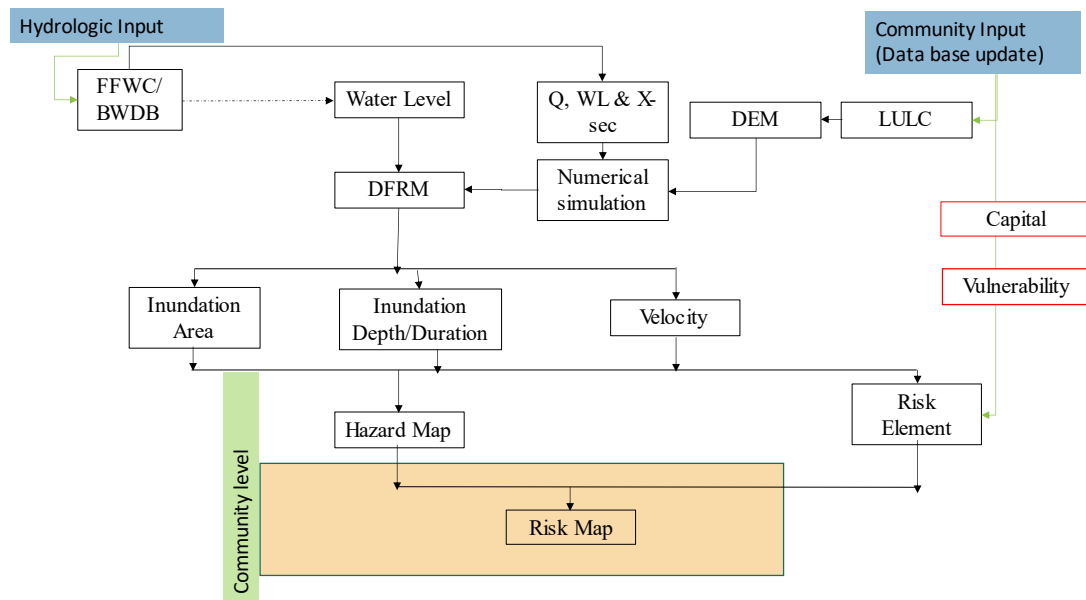 Hydrologic Input
Community Input
(Data base update)
FFWC/
BWDB
Water Level
Q, WL & X-
sec
DEM
LULC
DFRM
Numerical
simulation
Capital
Vulnerability
Inundation
Area
Inundation
Depth/Duration
Velocity
Risk
Element
Hazard Map
Community level
Risk Map